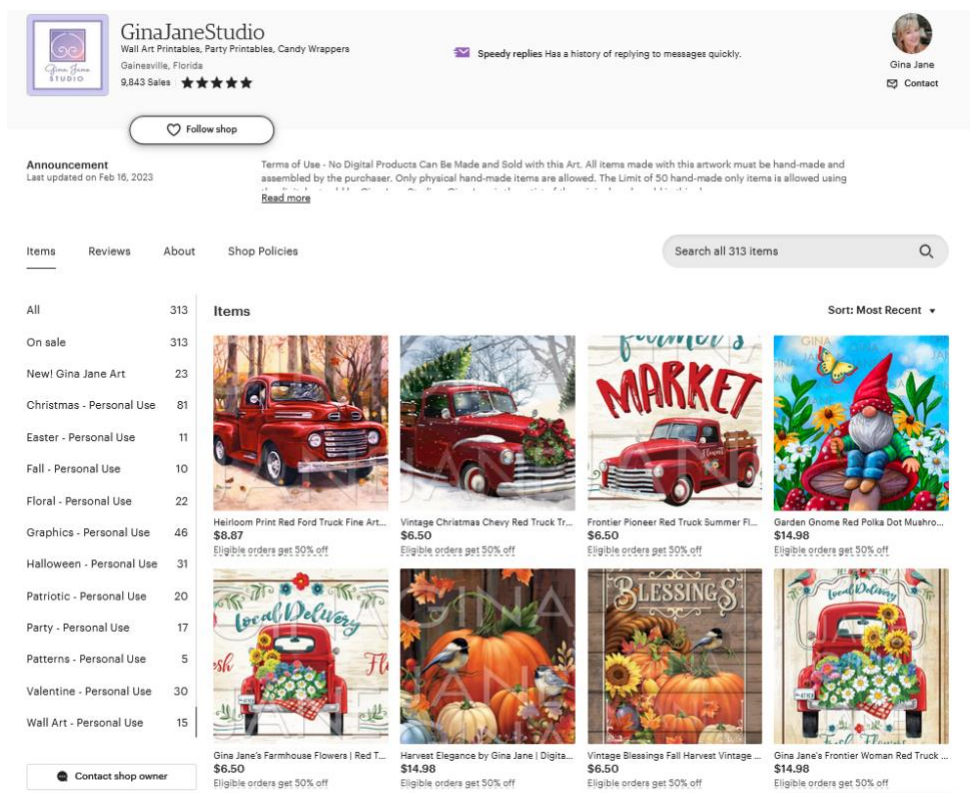 GinaJaneStudio
Wall Art Printables, Party Printables, Candy Wrappers
Gainesville, Florida
9,843 Sales
Gina Jane
STUDIO
Speedy replies Has a history of replying to messages quickly.
Gina Jane
Contact
Follow shop
Announcement
Last updated on Feb 16, 2023
Terms of Use - No Digital Products Can Be Made and Sold with this Art. All items made with this artwork must be hand-made and
assembled by the purchaser. Only physical hand-made items are allowed. The Limit of 50 hand-made only items is allowed using
Read more
Items
Reviews
About
Shop Policies
Search all 313 items
All 313
On sale 313
New! Gina Jane Art 23
Christmas - Personal Use 81
Easter - Personal Use 11
Fall - Personal Use 10
Floral - Personal Use 22
Graphics - Personal Use 46
Halloween - Personal Use 31
Patriotic - Personal Use 20
Party - Personal Use 17
Patterns - Personal Use 5
Valentine - Personal Use 30
Wall Art - Personal Use 15
Contact shop owner
Items
Sort: Most Recent
MARKET
Flowers
GINA
JANE
Heirloom Print Red Ford Truck Fine Art...
$8.87
Eligible orders get 50% off
Vintage Christmas Chevy Red Truck Tr...
$6.50
Eligible orders get 50% off
Frontier Pioneer Red Truck Summer Fl...
$6.50
Eligible orders get 50% off
Garden Gnome Red Polka Dot Mushro...
$14.98
Eligible orders get 50% off
Local Delivery
GINA
JANE
BLESSINGS
Local Delivery
Fresh Flowers
Gina Jane's Farmhouse Flowers | Red T...
$6.50
Eligible orders get 50% off
Harvest Elegance by Gina Jane | Digita...
$14.98
Eligible orders get 50% off
Vintage Blessings Fall Harvest Vintage ...
$6.50
Eligible orders get 50% off
Gina Jane's Frontier Woman Red Truck ...
$14.98
Eligible orders get 50% off